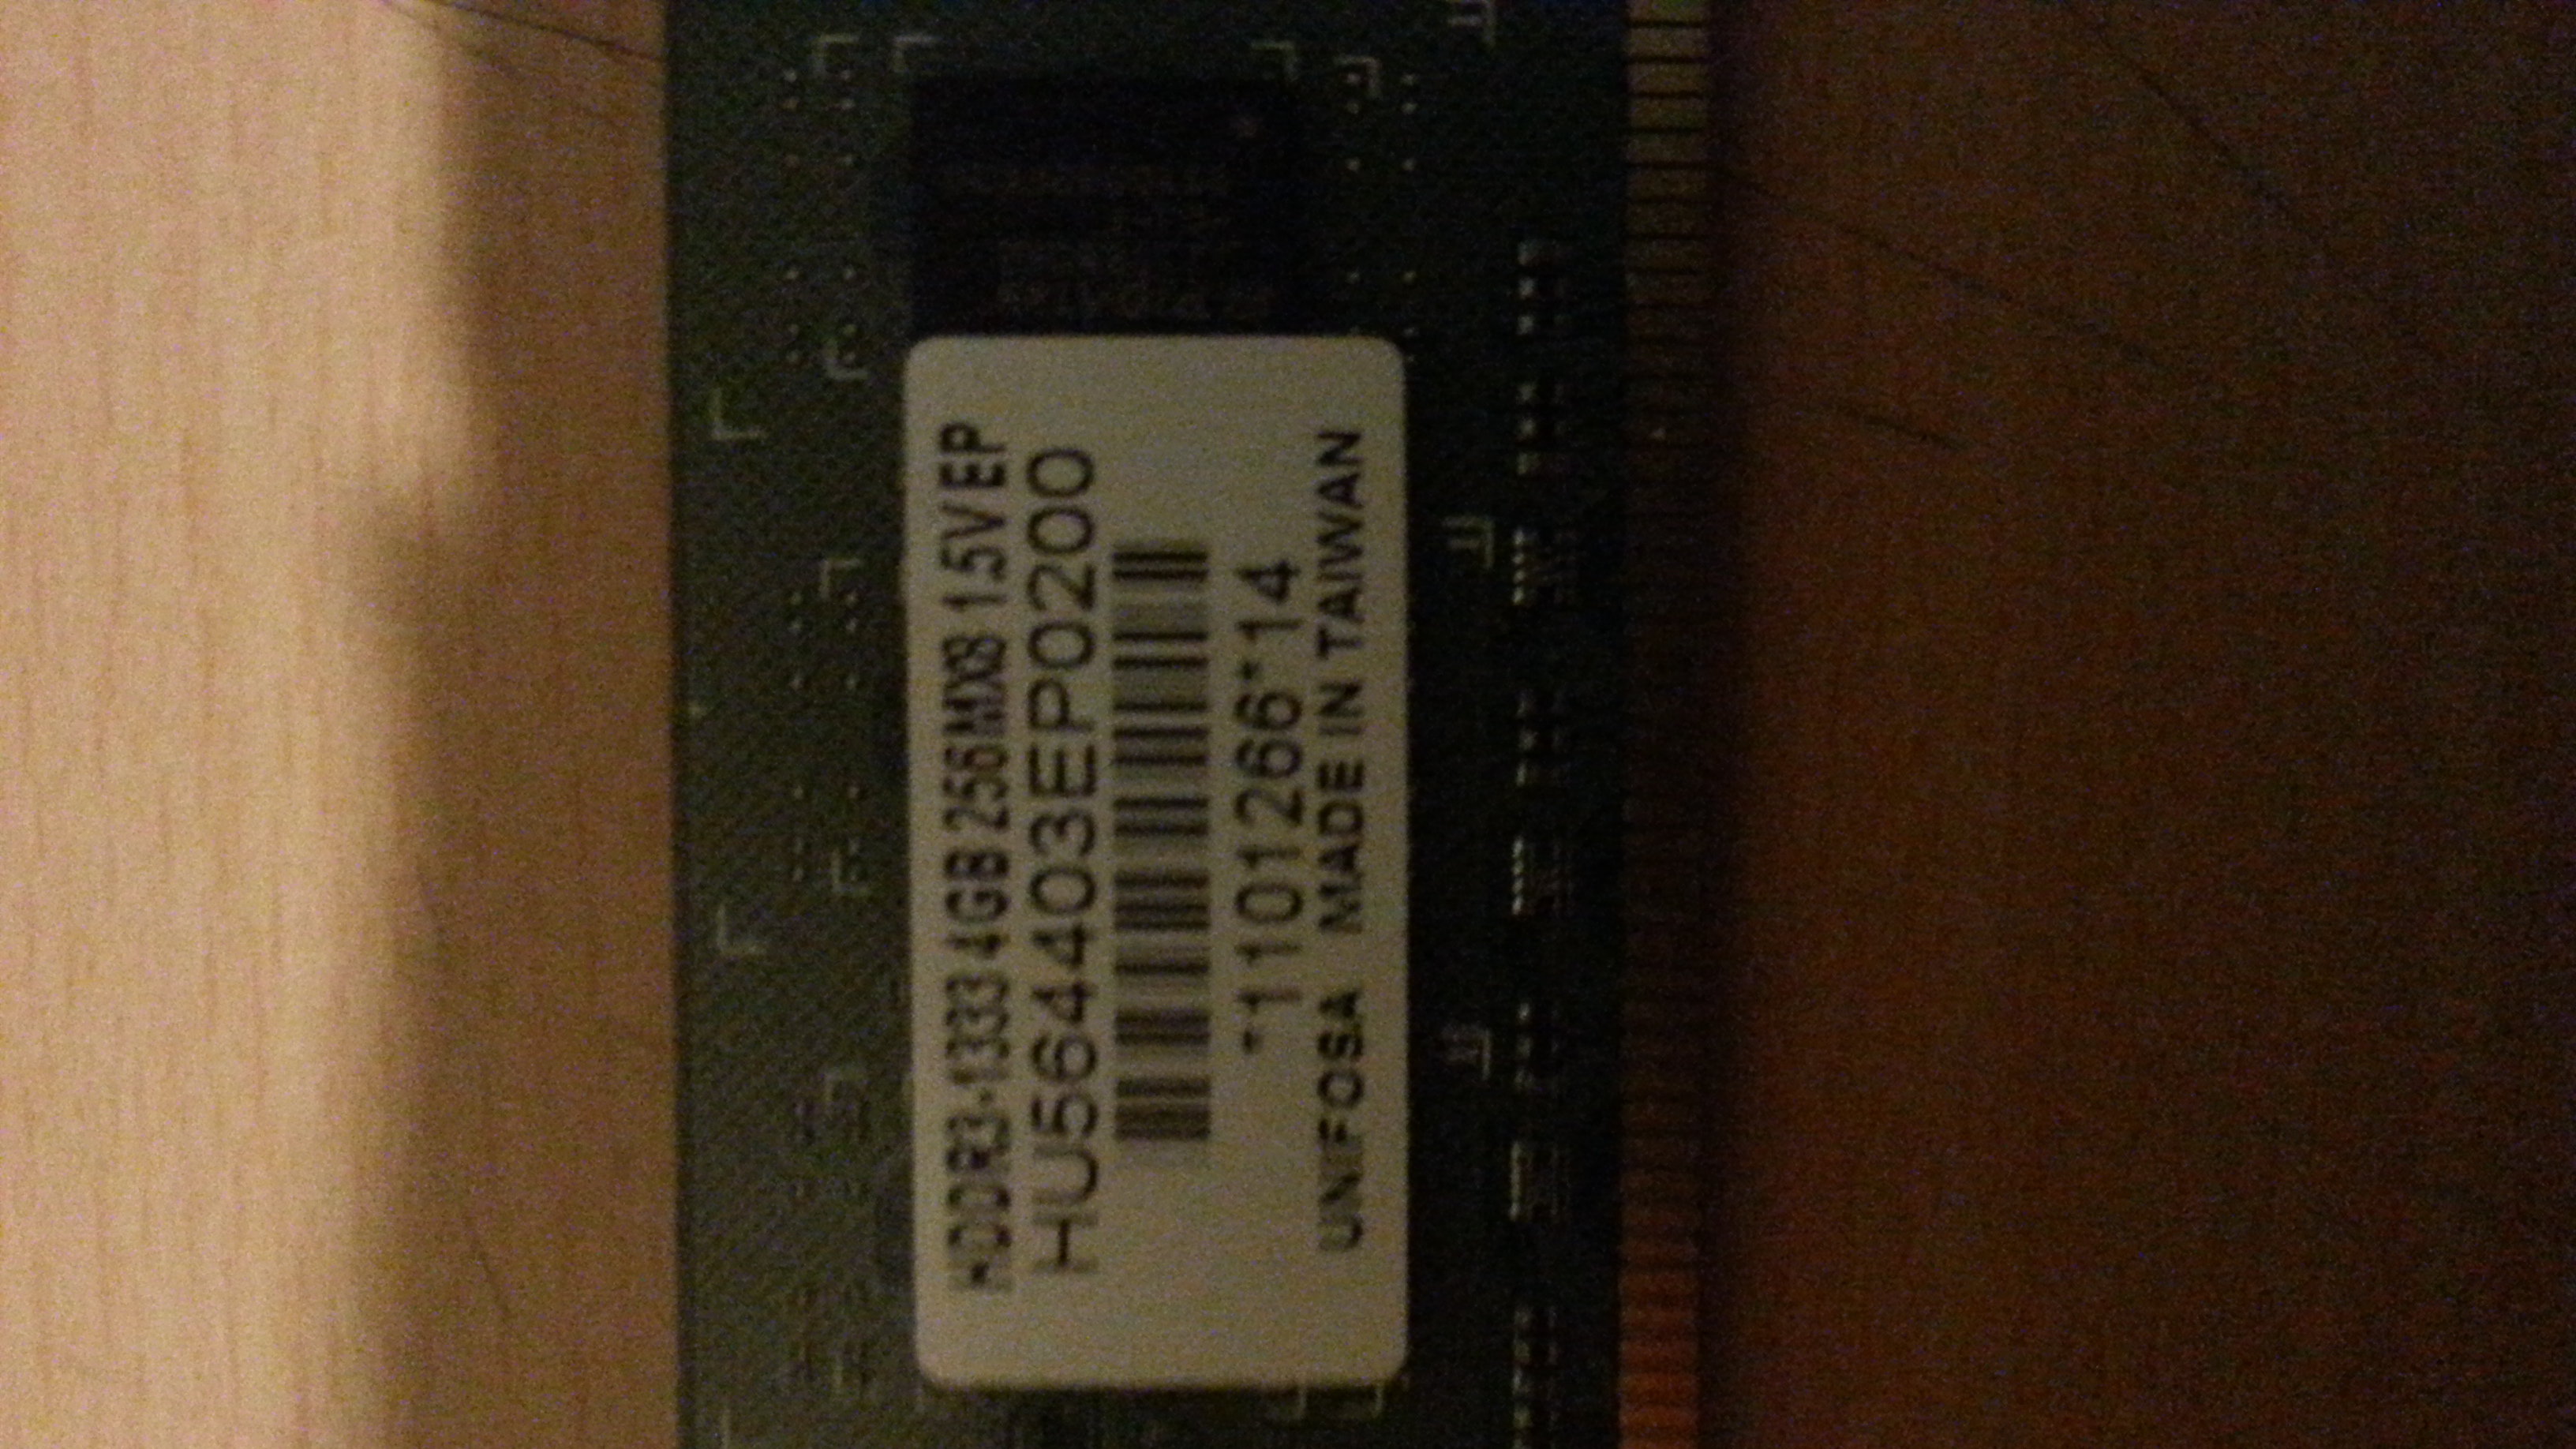 HDDR3-1333 4GB 256MX8 1.5V EP
HU564403EP0200
*1101266*14
UNIFOSA MADE IN TAIWAN